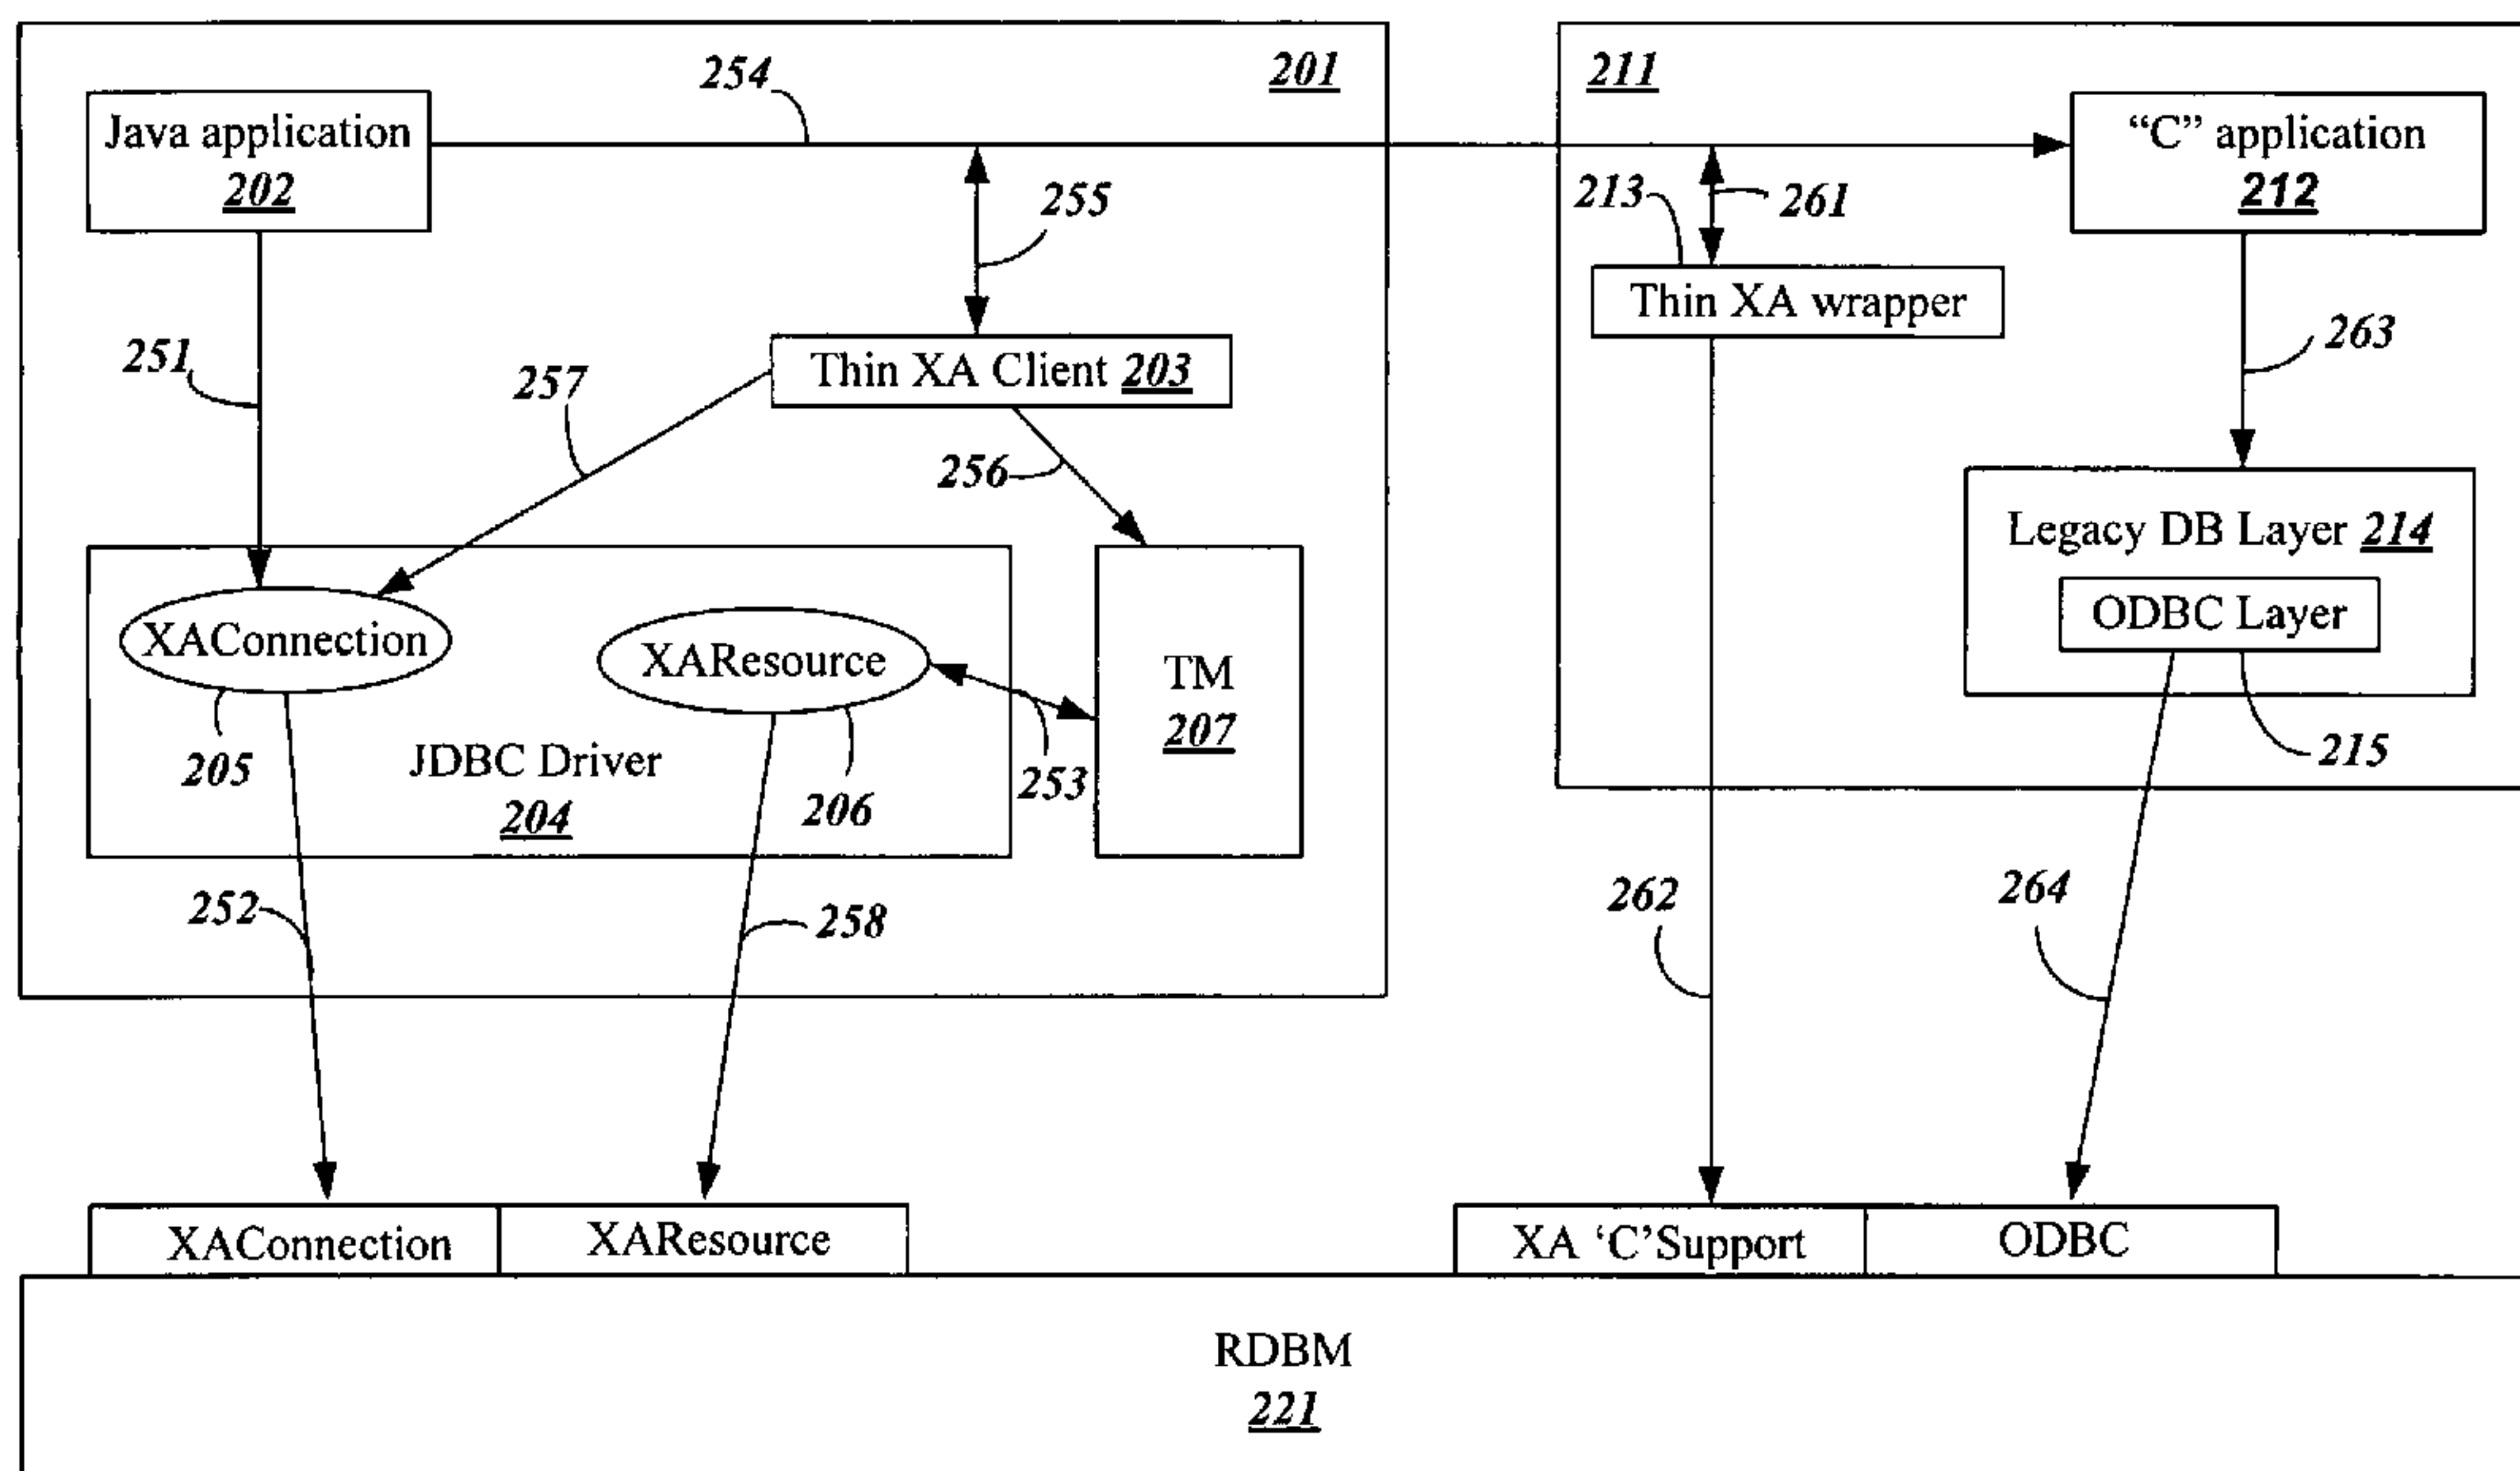 201
211
254
Java application
202
"C" application
212
255
213
261
Thin XA wrapper
251
257
Thin XA Client 203
263
256
Legacy DB Layer 214
ODBC Layer
XAConnection
XAResource
TM
207
205
JDBC Driver
204
206
253
215
252
258
262
264
XAConnection
XAResource
XA 'C'Support
ODBC
RDBM
221